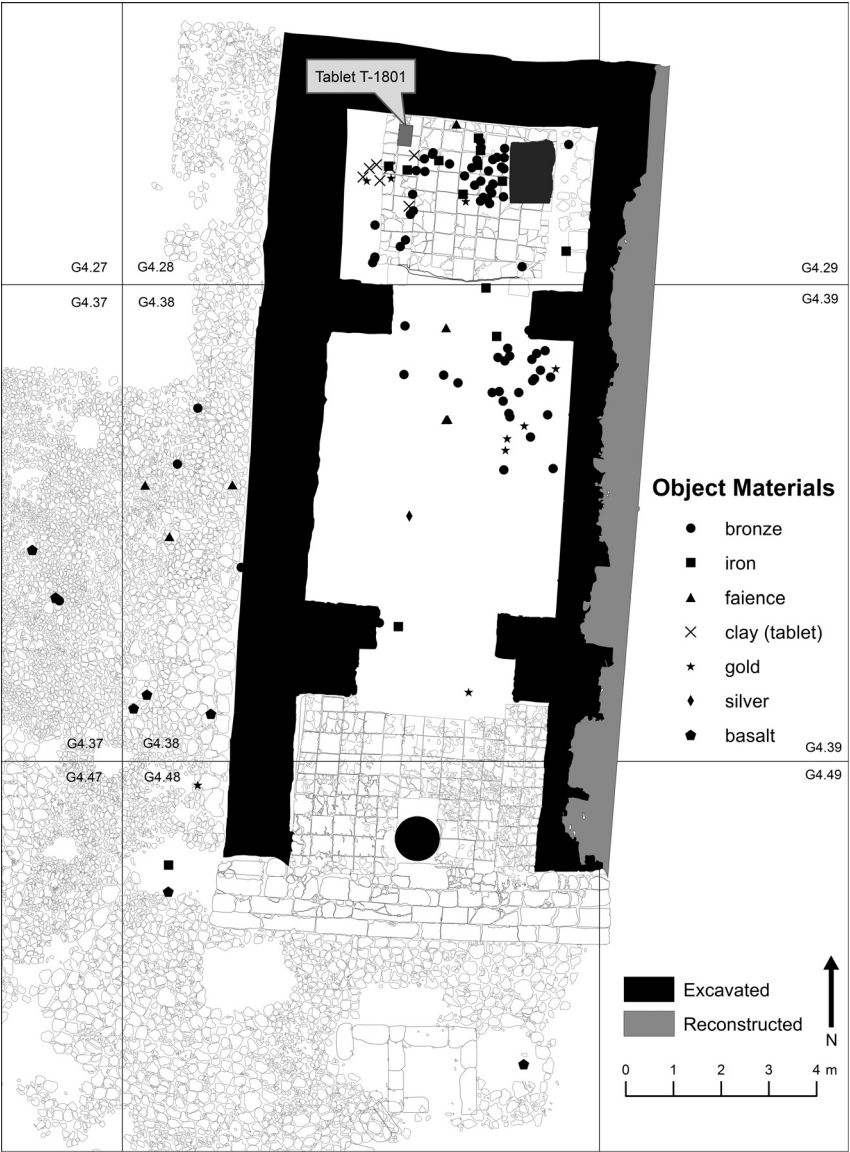 Tablet T-1801
G4.27 G4.28 G4.29
G4.37 G4.38 G4.39
Object Materials
bronze
iron
faience
clay (tablet)
gold
silver
basalt
G4.37 G4.38 G4.39
G4.47 G4.48 G4.49
Excavated
Reconstructed
N
0 1 2 3 4 m